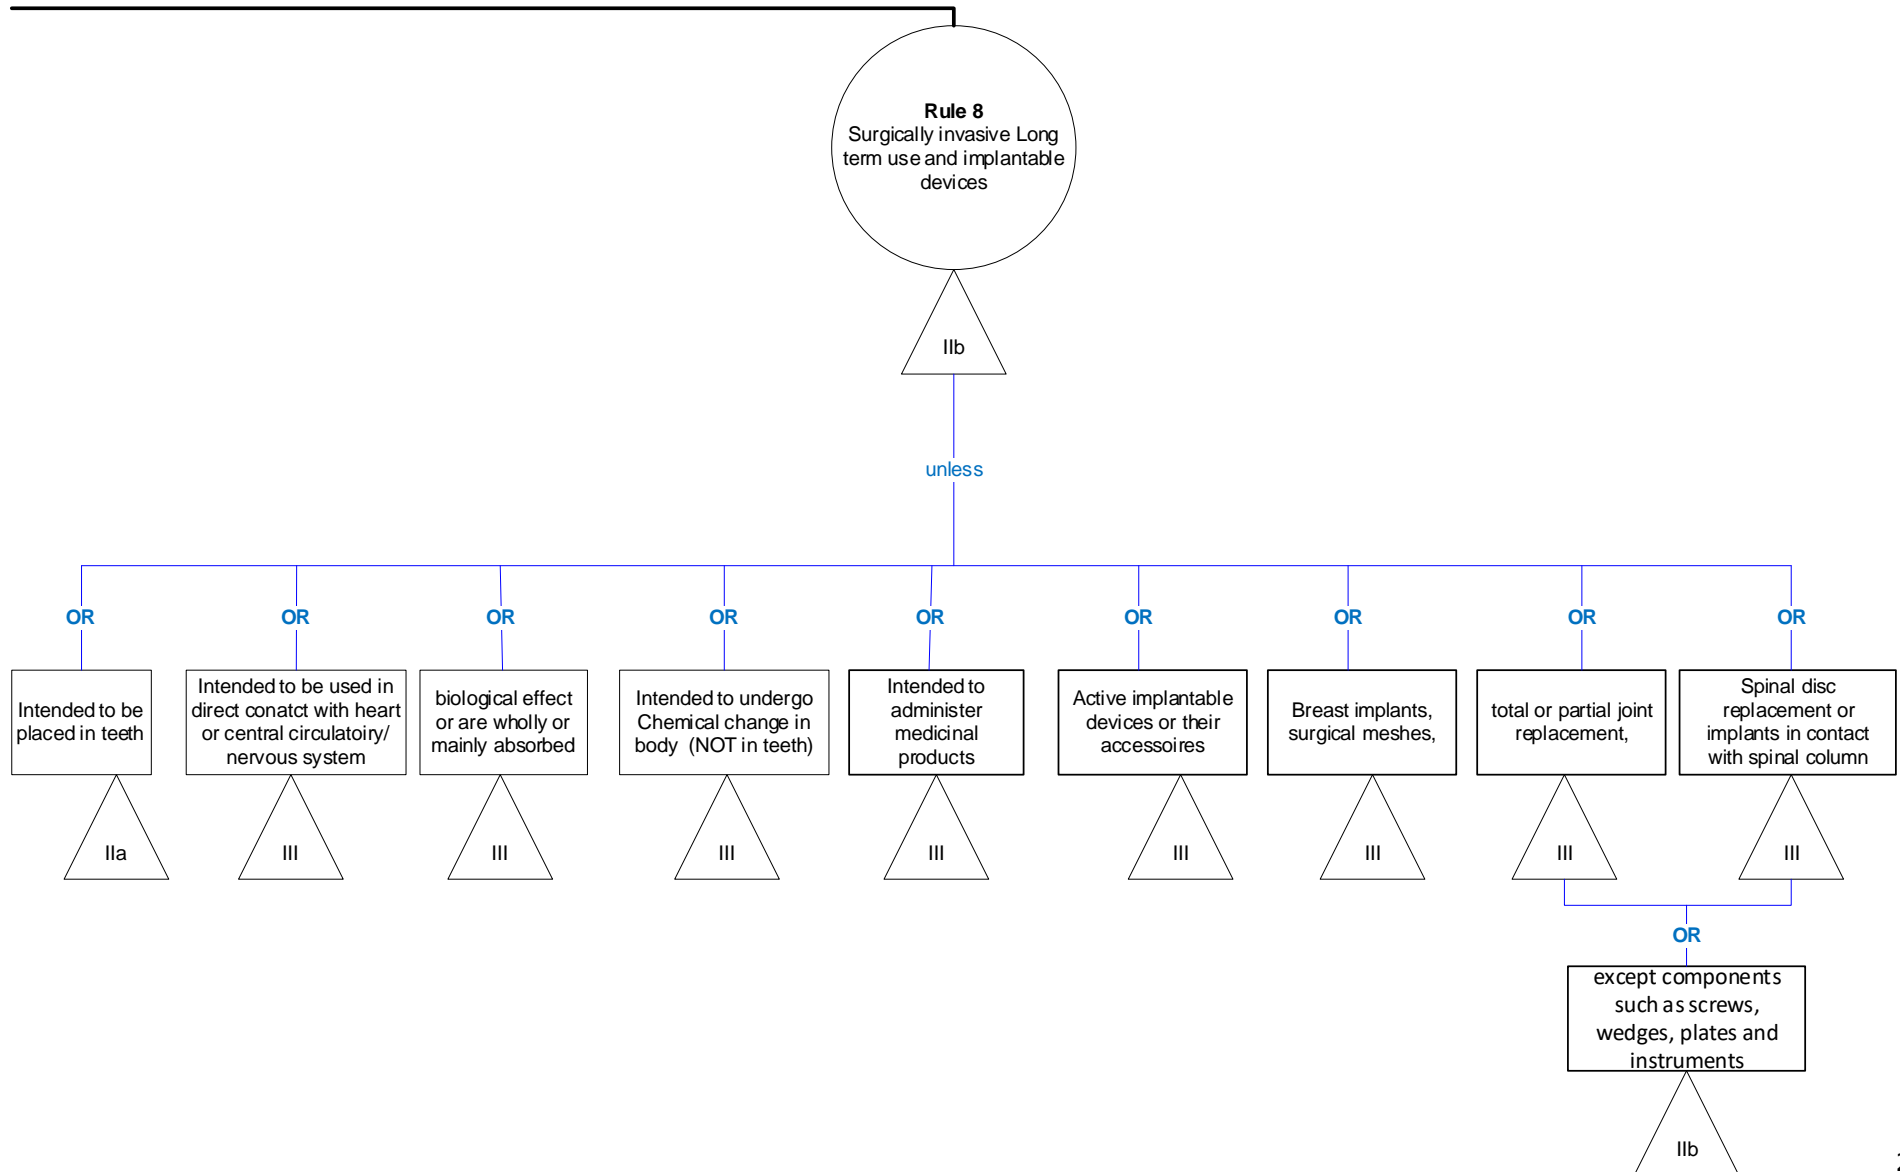 Rule 8
Surgically invasive Long
term use and implantable
devices
IIb
unless
OR
OR
OR
OR
OR
OR
OR
OR
OR
Intended to be
placed in teeth
Intended to be used in
direct conatct with heart
or central circulatoiry/
nervous system
biological effect
or are wholly or
mainly absorbed
Intended to undergo
Chemical change in
body (NOT in teeth)
Intended to
administer
medicinal
products
Active implantable
devices or their
accessoires
Breast implants,
surgical meshes,
total or partial joint
replacement,
Spinal disc
replacement or
implants in contact
with spinal column
IIa
III
III
III
III
III
III
III
III
OR
except components
such as screws,
wedges, plates and
instruments
IIb